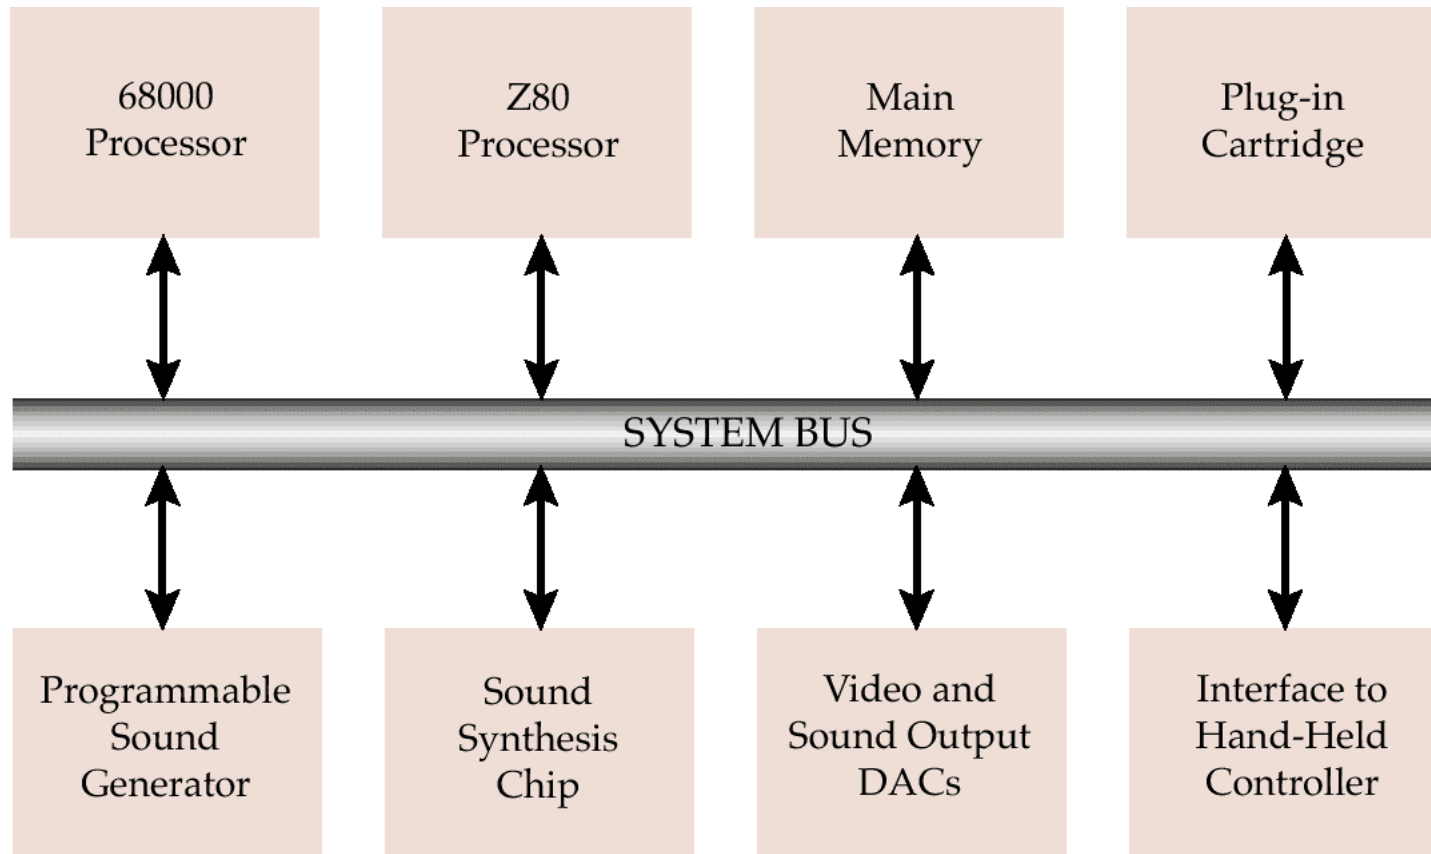 68000
Processor
Z80
Processor
Main
Memory
Plug-in
Cartridge
SYSTEM BUS
Programmable
Sound
Generator
Sound
Synthesis
Chip
Video and
Sound Output
DACs
Interface to
Hand-Held
Controller